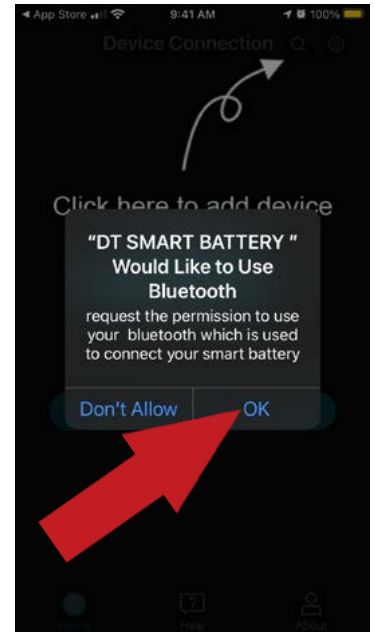 App Store 9:41 AM 100%
Device Connection
Click here to add device
"DT SMART BATTERY "
Would Like to Use
Bluetooth
request the permission to use
your bluetooth which is used
to connect your smart battery
Don't Allow OK
Home Help About